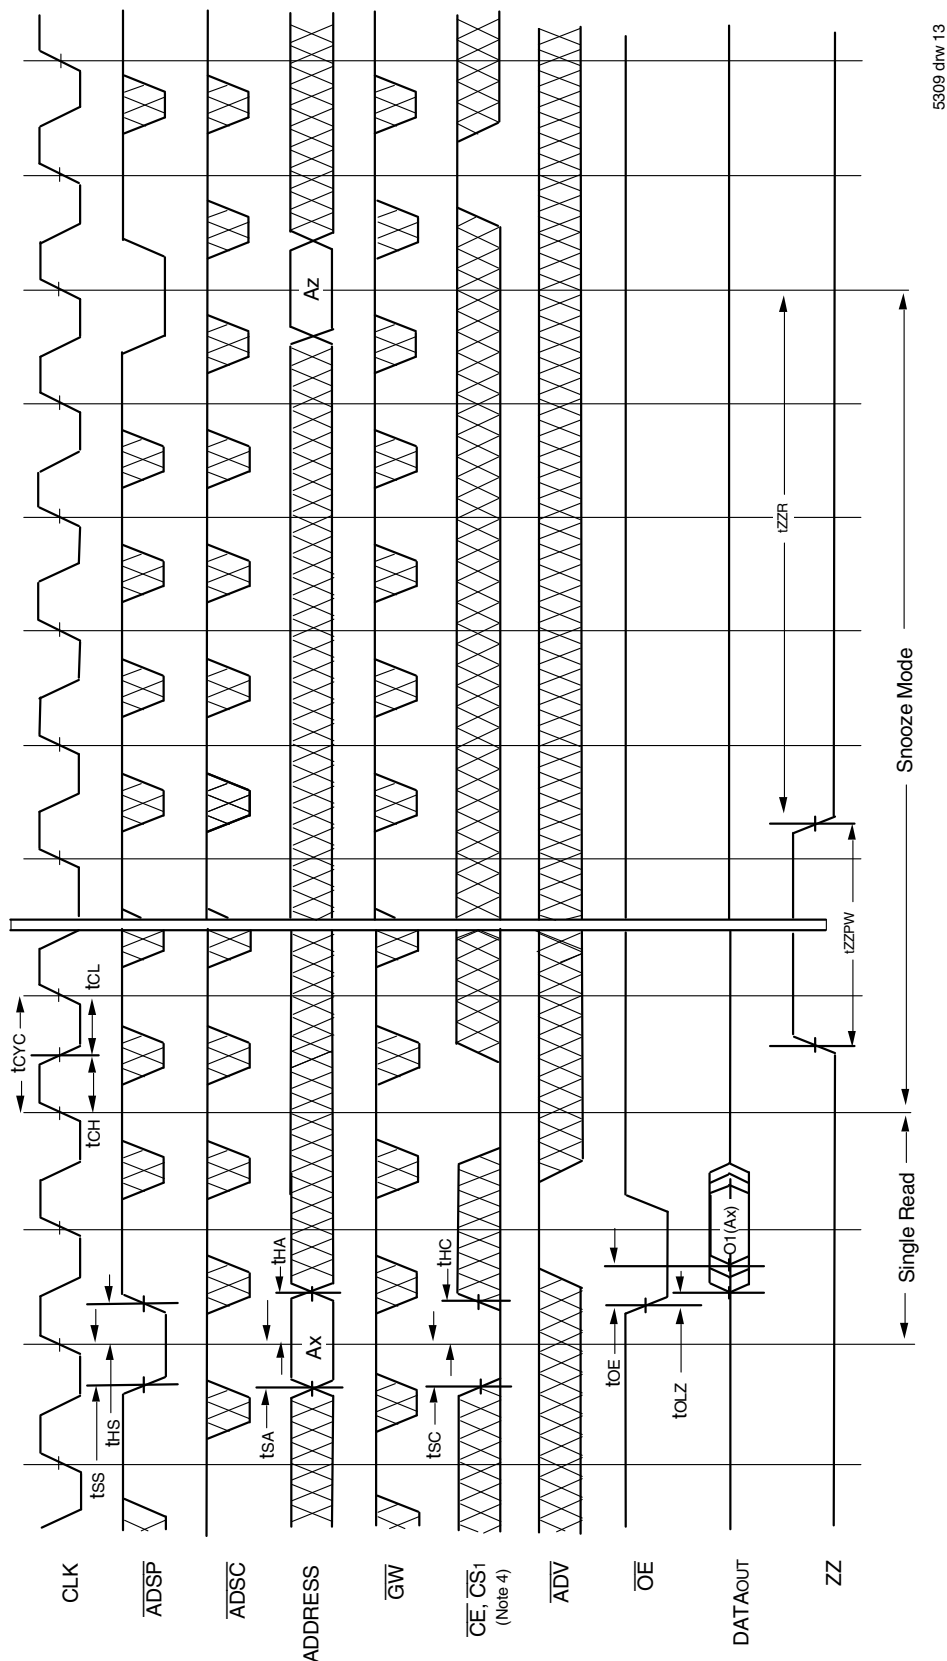 tCYC
tCH
tCL
tSS
tHS
CLK
ADSP
ADSC
tSA
tHA
ADDRESS
Ax
Az
GW
tSC
tHC
CE, CS1
(Note 4)
ADV
OE
tOE
tOLZ
DATAOUT
O1(Ax)
ZZ
tZZPW
tZZR
Single Read
Snooze Mode
5309 drw 13